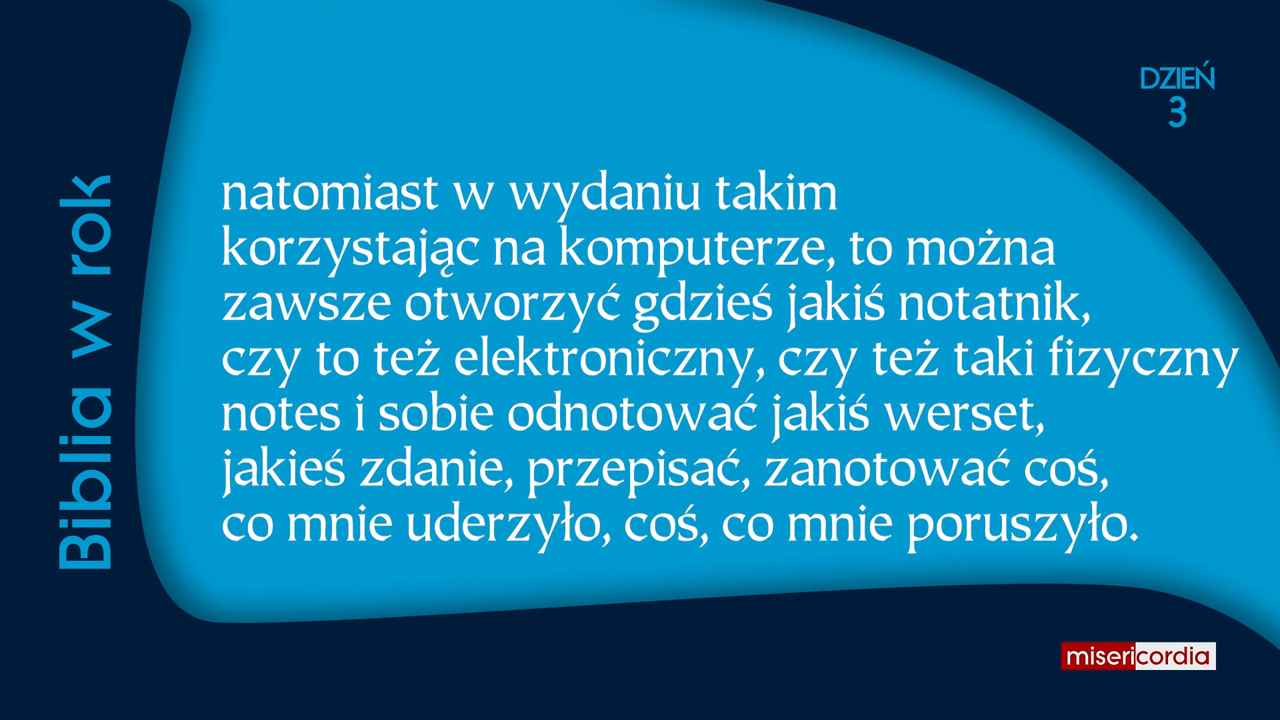 DZIEŃ
3
Biblia w rok
natomiast w wydaniu takim
korzystając na komputerze, to można
zawsze otworzyć gdzieś jakiś notatnik,
czy to też elektroniczny, czy też taki fizyczny
notes i sobie odnotować jakiś werset,
jakieś zdanie, przepisać, zanotować coś,
co mnie uderzyło, coś, co mnie poruszyło.
misericordia